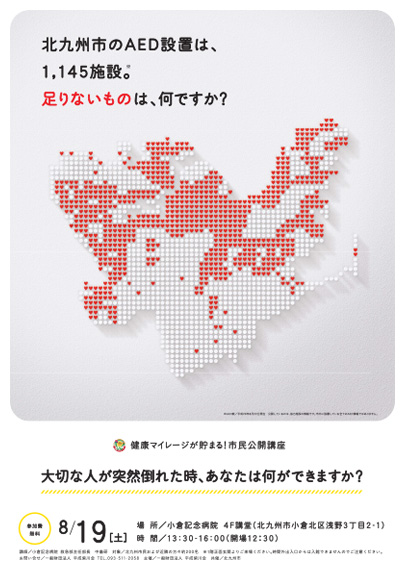 北九州市のAED設置は、
1,145施設。※
足りないものは、何ですか?
健康マイレージが貯まる!市民公開講座
大切な人が突然倒れた時、あなたは何ができますか?
参加費
無料
8/19[土]
場 所/小倉記念病院 4F講堂(北九州市小倉北区浅野3丁目2-1)
時 間/13:30-16:00(開場12:30)